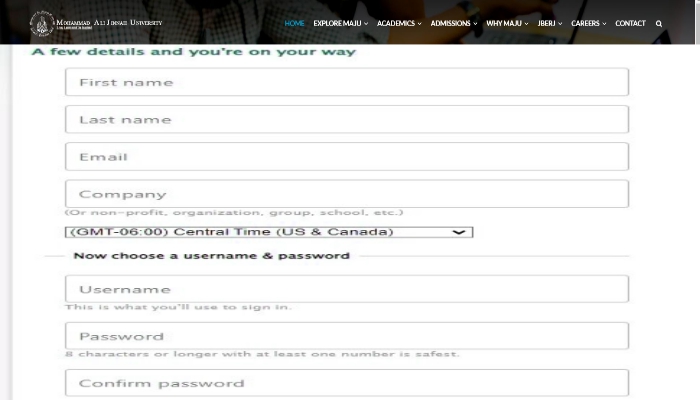 Mohammad Ali Jinnah University
HOME EXPLORE MAJU ACADEMICS ADMISSIONS WHY MAJU JBERJ CAREERS CONTACT
A few details and you're on your way
First name
Last name
Email
Company
(Or non-profit, organization, group, school, etc.)
(GMT-06:00) Central Time (US & Canada)
Now choose a username & password
Username
This is what you'll use to sign in.
Password
8 characters or longer with at least one number is safest.
Confirm password